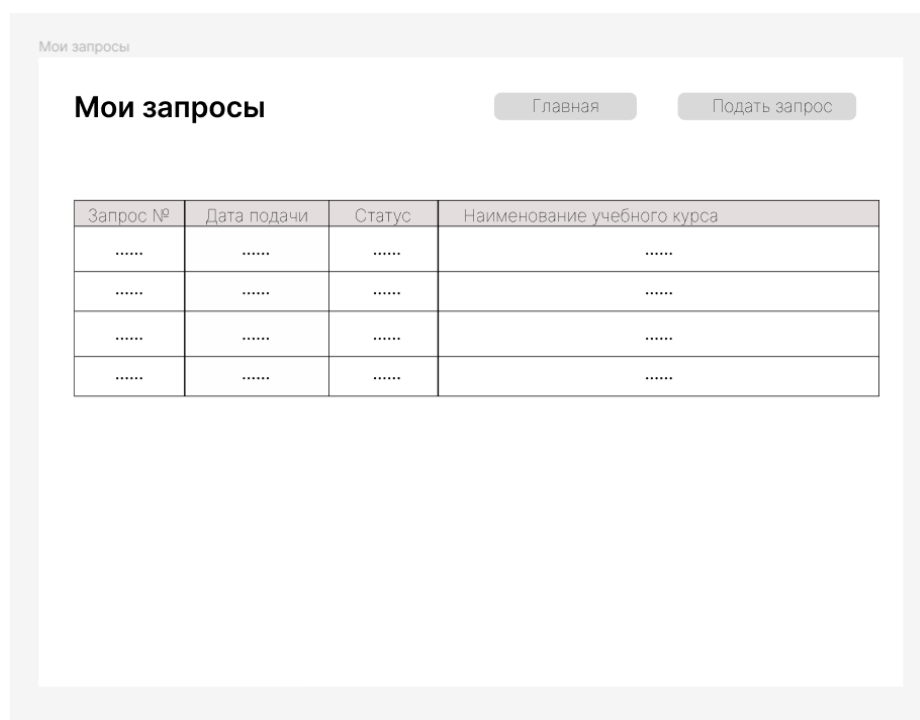 Мои запросы
Мои запросы Главная Подать запрос
Запрос № Дата подачи Статус Наименование учебного курса
...... ...... ...... ......
...... ...... ...... ......
...... ...... ...... ......
...... ...... ...... ......